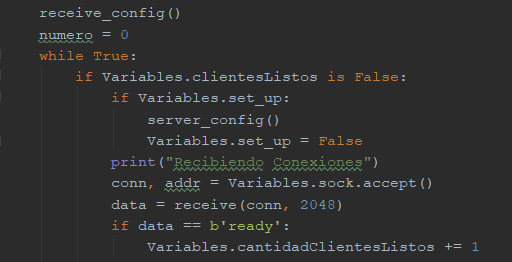 receive_config()
numero = 0
while True:
    if Variables.clientesListos is False:
        if Variables.set_up:
            server_config()
            Variables.set_up = False
        print("Recibiendo Conexiones")
        conn, addr = Variables.sock.accept()
        data = receive(conn, 2048)
        if data == b'ready':
            Variables.cantidadClientesListos += 1